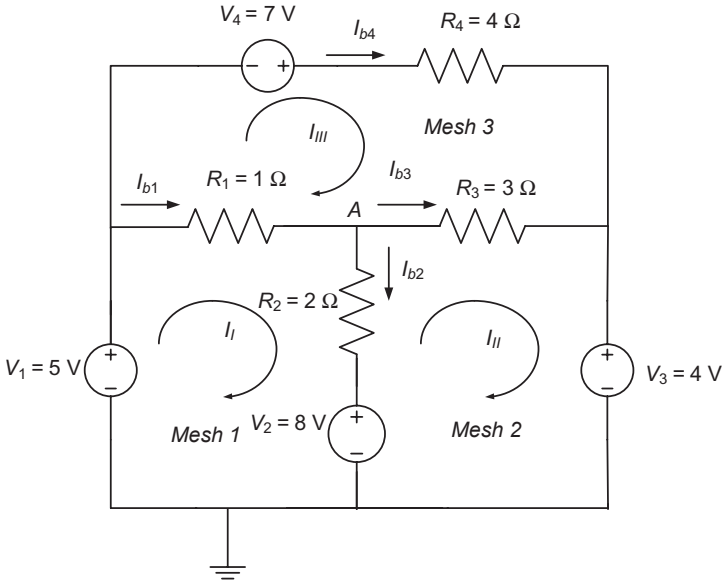 V4 = 7 V
Ib4
R4 = 4 Ω
− +
IIII
Mesh 3
Ib1
R1 = 1 Ω
A
Ib3
R3 = 3 Ω
Ib2
R2 = 2 Ω
II
III
V1 = 5 V
+
−
+
−
V3 = 4 V
Mesh 1
V2 = 8 V
+
−
Mesh 2